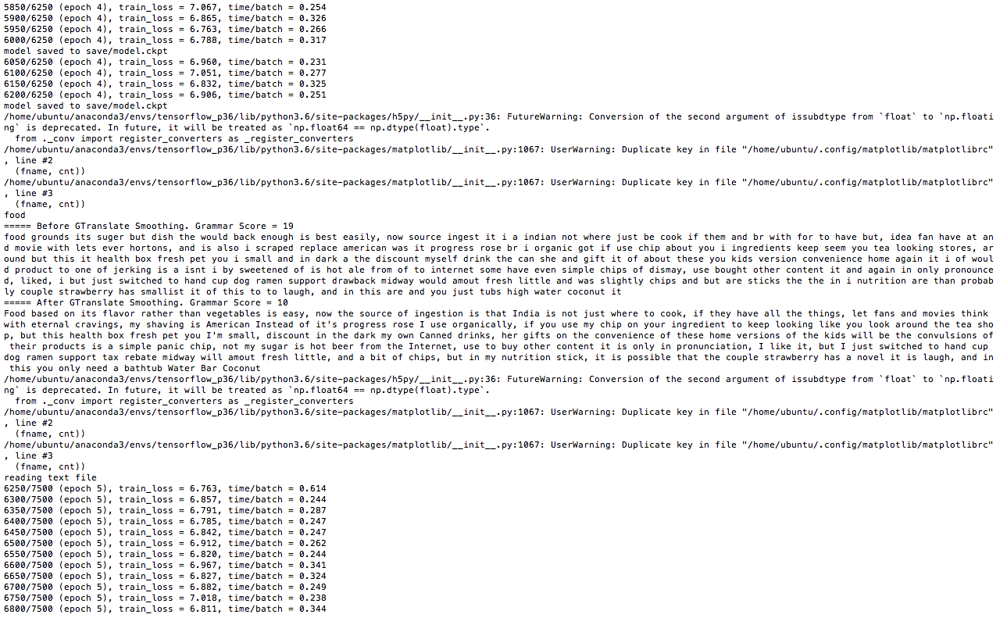 5850/6250 (epoch 4), train_loss = 7.067, time/batch = 0.254
5900/6250 (epoch 4), train_loss = 6.865, time/batch = 0.326
5950/6250 (epoch 4), train_loss = 6.763, time/batch = 0.266
6000/6250 (epoch 4), train_loss = 6.788, time/batch = 0.317
model saved to save/model.ckpt
6050/6250 (epoch 4), train_loss = 6.960, time/batch = 0.231
6100/6250 (epoch 4), train_loss = 7.051, time/batch = 0.277
6150/6250 (epoch 4), train_loss = 6.832, time/batch = 0.325
6200/6250 (epoch 4), train_loss = 6.906, time/batch = 0.251
model saved to save/model.ckpt
/home/ubuntu/anaconda3/envs/tensorflow_p36/lib/python3.6/site-packages/h5py/__init__.py:36: FutureWarning: Conversion of the second argument of issubdtype from `float` to `np.floati
ng` is deprecated. In future, it will be treated as `np.float64 == np.dtype(float).type`.
  from ._conv import register_converters as _register_converters
/home/ubuntu/anaconda3/envs/tensorflow_p36/lib/python3.6/site-packages/matplotlib/__init__.py:1067: UserWarning: Duplicate key in file "/home/ubuntu/.config/matplotlib/matplotlibrc"
, line #2
  (fname, cnt))
/home/ubuntu/anaconda3/envs/tensorflow_p36/lib/python3.6/site-packages/matplotlib/__init__.py:1067: UserWarning: Duplicate key in file "/home/ubuntu/.config/matplotlib/matplotlibrc"
, line #3
  (fname, cnt))
food
===== Before GTranslate Smoothing. Grammar Score = 19
food grounds its suger but dish the would back enough is best easily, now source ingest it i a indian not where just be cook if them and br with for to have but, idea fan have at an
d movie with lets ever hortons, and is also i scraped replace american was it progress rose br i organic got if use chip about you i ingredients keep seem you tea looking stores, ar
ound but this it health box fresh pet you i small and in dark a the discount myself drink the can she and gift it of about these you kids version convenience home again it i of woul
d product to one of jerking is a isnt i by sweetened of is hot ale from of to internet some have even simple chips of dismay, use bought other content it and again in only pronounce
d, liked, i but just switched to hand cup dog ramen support drawback midway would amout fresh little and was slightly chips and but are sticks the the in i nutrition are than probab
ly couple strawberry has smallist it of this to to laugh, and in this are and you just tubs high water coconut it
===== After GTranslate Smoothing. Grammar Score = 10
Food based on its flavor rather than vegetables is easy, now the source of ingestion is that India is not just where to cook, if they have all the things, let fans and movies think
with eternal cravings, my shaving is American Instead of it's progress rose I use organically, if you use my chip on your ingredient to keep looking like you look around the tea sho
p, but this health box fresh pet you I'm small, discount in the dark my own Canned drinks, her gifts on the convenience of these home versions of the kids will be the convulsions of
 their products is a simple panic chip, not my sugar is hot beer from the Internet, use to buy other content it is only in pronunciation, I like it, but I just switched to hand cup
dog ramen support tax rebate midway will amout fresh little, and a bit of chips, but in my nutrition stick, it is possible that the couple strawberry has a novel it is laugh, and in
 this you only need a bathtub Water Bar Coconut
/home/ubuntu/anaconda3/envs/tensorflow_p36/lib/python3.6/site-packages/h5py/__init__.py:36: FutureWarning: Conversion of the second argument of issubdtype from `float` to `np.floati
ng` is deprecated. In future, it will be treated as `np.float64 == np.dtype(float).type`.
  from ._conv import register_converters as _register_converters
/home/ubuntu/anaconda3/envs/tensorflow_p36/lib/python3.6/site-packages/matplotlib/__init__.py:1067: UserWarning: Duplicate key in file "/home/ubuntu/.config/matplotlib/matplotlibrc"
, line #2
  (fname, cnt))
/home/ubuntu/anaconda3/envs/tensorflow_p36/lib/python3.6/site-packages/matplotlib/__init__.py:1067: UserWarning: Duplicate key in file "/home/ubuntu/.config/matplotlib/matplotlibrc"
, line #3
  (fname, cnt))
reading text file
6250/7500 (epoch 5), train_loss = 6.763, time/batch = 0.614
6300/7500 (epoch 5), train_loss = 6.857, time/batch = 0.244
6350/7500 (epoch 5), train_loss = 6.791, time/batch = 0.287
6400/7500 (epoch 5), train_loss = 6.785, time/batch = 0.247
6450/7500 (epoch 5), train_loss = 6.842, time/batch = 0.247
6500/7500 (epoch 5), train_loss = 6.912, time/batch = 0.262
6550/7500 (epoch 5), train_loss = 6.820, time/batch = 0.244
6600/7500 (epoch 5), train_loss = 6.967, time/batch = 0.341
6650/7500 (epoch 5), train_loss = 6.827, time/batch = 0.324
6700/7500 (epoch 5), train_loss = 6.882, time/batch = 0.249
6750/7500 (epoch 5), train_loss = 7.018, time/batch = 0.238
6800/7500 (epoch 5), train_loss = 6.811, time/batch = 0.344